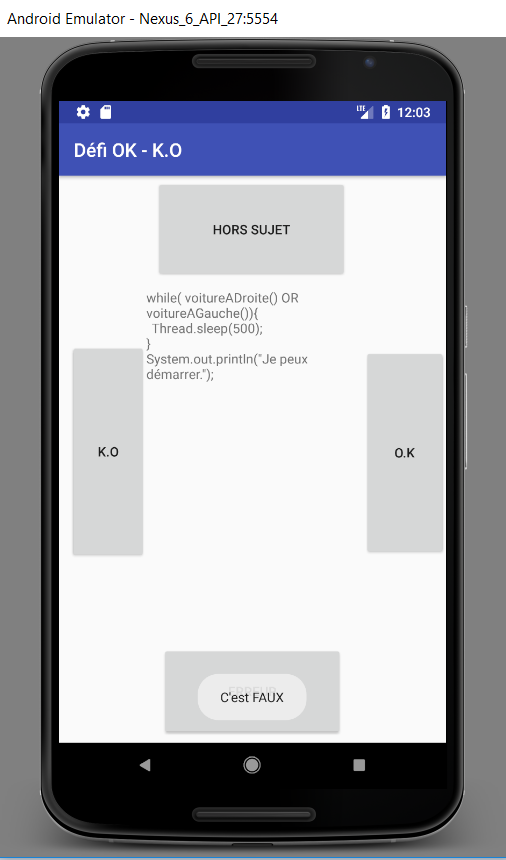 Android Emulator - Nexus_6_API_27:5554
LTE 12:03
Défi OK - K.O
HORS SUJET
while( voitureADroite() OR
voitureAGauche()){
Thread.sleep(500);
}
System.out.println("Je peux
démarrer.");
K.O
O.K
C'est FAUX